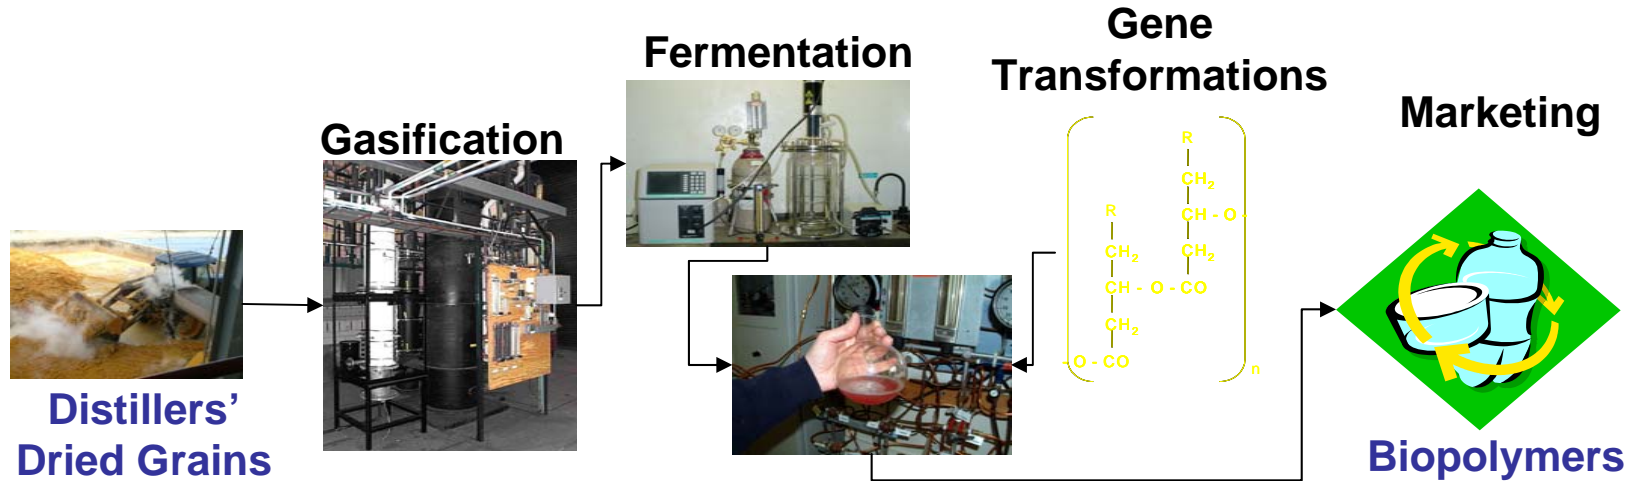 Distillers’
Dried Grains
Gasification
Fermentation
Gene
Transformations
R
CH₂
R
CH - O -
CH₂
CH₂
CH - O - CO
CH₂
-O - CO
n
Marketing
Biopolymers